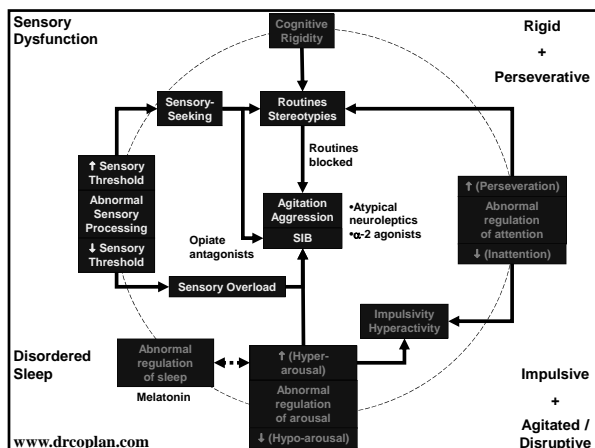 Sensory
Dysfunction
Cognitive
Rigidity
Rigid
+
Perseverative
Sensory-
Seeking
Routines
Stereotypies
Routines
blocked
↑ Sensory
Threshold
Abnormal
Sensory
Processing
↓ Sensory
Threshold
Agitation
Aggression
SIB
•Atypical
neuroleptics
•α-2 agonists
↑ (Perseveration)
Abnormal
regulation
of attention
↓ (Inattention)
Opiate
antagonists
Sensory Overload
Impulsivity
Hyperactivity
Disordered
Sleep
Abnormal
regulation
of sleep
Melatonin
↑ (Hyper-
arousal)
Abnormal
regulation
of arousal
↓ (Hypo-arousal)
Impulsive
+
Agitated /
Disruptive
www.drcoplan.com